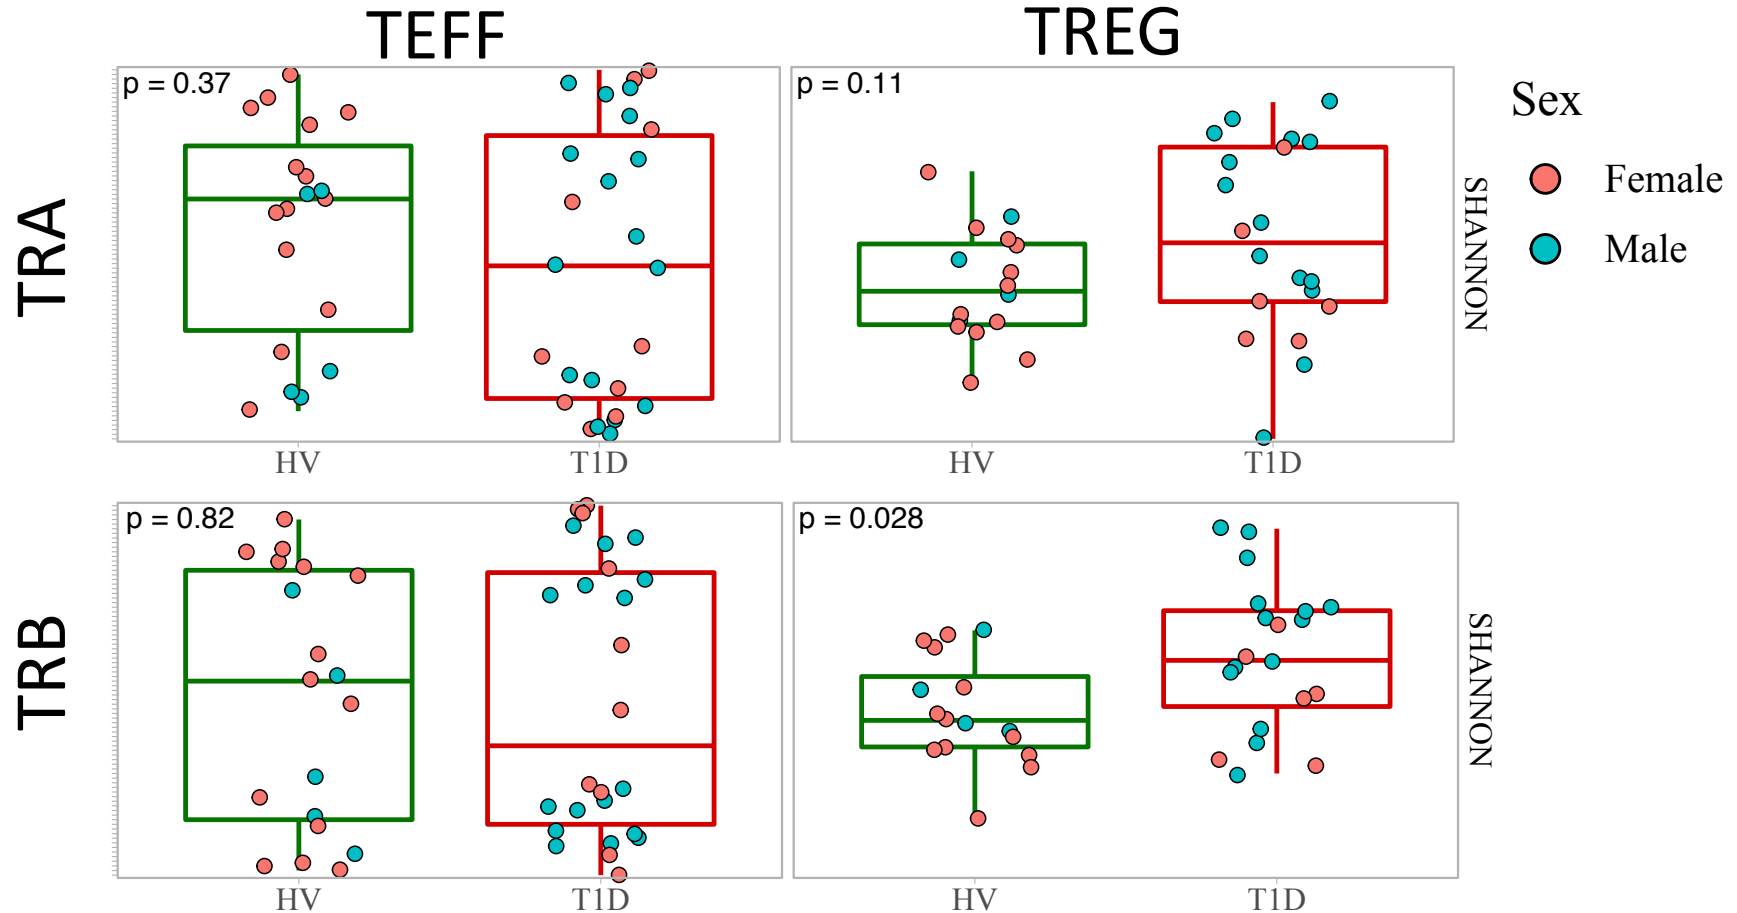 TEFF
TREG
TRA
p = 0.37
p = 0.11
SHANNON
Sex
Female
Male
HV
T1D
HV
T1D
TRB
p = 0.82
p = 0.028
SHANNON
HV
T1D
HV
T1D